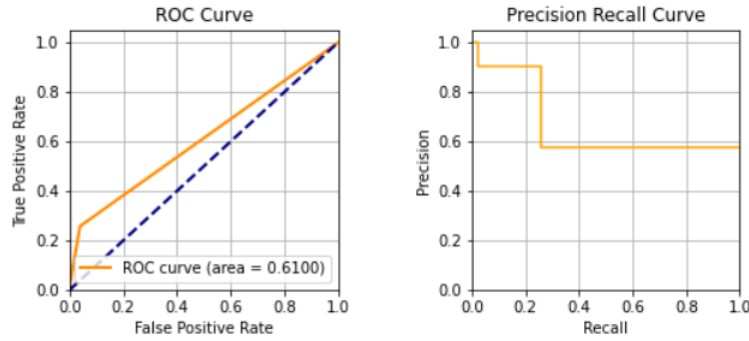 ROC Curve
1.0
0.8
0.6
0.4
0.2
0.0
True Positive Rate
ROC curve (area = 0.6100)
0.0 0.2 0.4 0.6 0.8 1.0
False Positive Rate
Precision Recall Curve
1.0
0.8
0.6
0.4
0.2
0.0
Precision
0.0 0.2 0.4 0.6 0.8 1.0
Recall